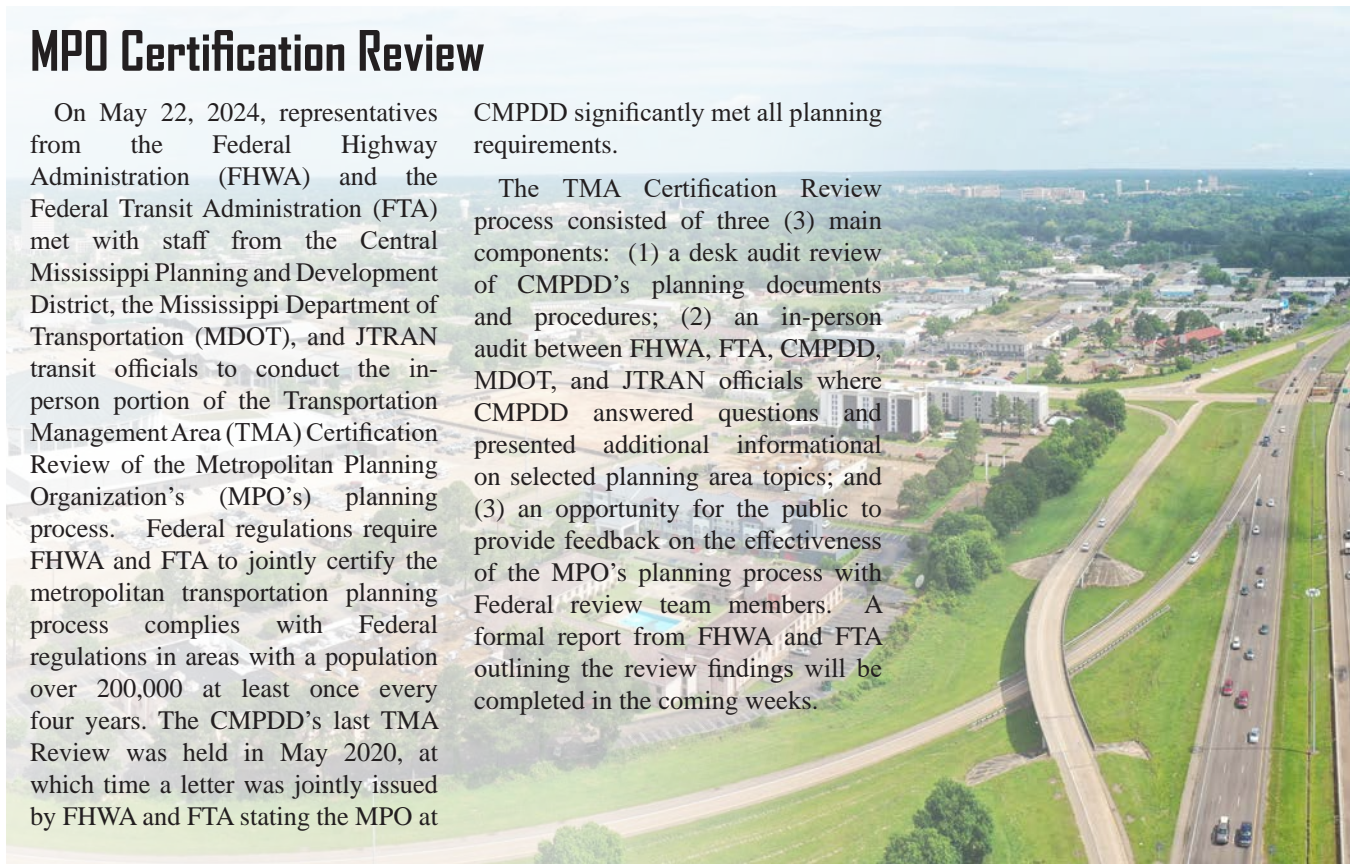 MPO Certification Review
On May 22, 2024, representatives
from the Federal Highway
Administration (FHWA) and the
Federal Transit Administration (FTA)
met with staff from the Central
Mississippi Planning and Development
District, the Mississippi Department of
Transportation (MDOT), and JTRAN
transit officials to conduct the in-
person portion of the Transportation
Management Area (TMA) Certification
Review of the Metropolitan Planning
Organization's (MPO's) planning
process. Federal regulations require
FHWA and FTA to jointly certify the
metropolitan transportation planning
process complies with Federal
regulations in areas with a population
over 200,000 at least once every
four years. The CMPDD's last TMA
Review was held in May 2020, at
which time a letter was jointly issued
by FHWA and FTA stating the MPO at
CMPDD significantly met all planning
requirements.
The TMA Certification Review
process consisted of three (3) main
components: (1) a desk audit review
of CMPDD's planning documents
and procedures; (2) an in-person
audit between FHWA, FTA, CMPDD,
MDOT, and JTRAN officials where
CMPDD answered questions and
presented additional informational
on selected planning area topics; and
(3) an opportunity for the public to
provide feedback on the effectiveness
of the MPO's planning process with
Federal review team members. A
formal report from FHWA and FTA
outlining the review findings will be
completed in the coming weeks.